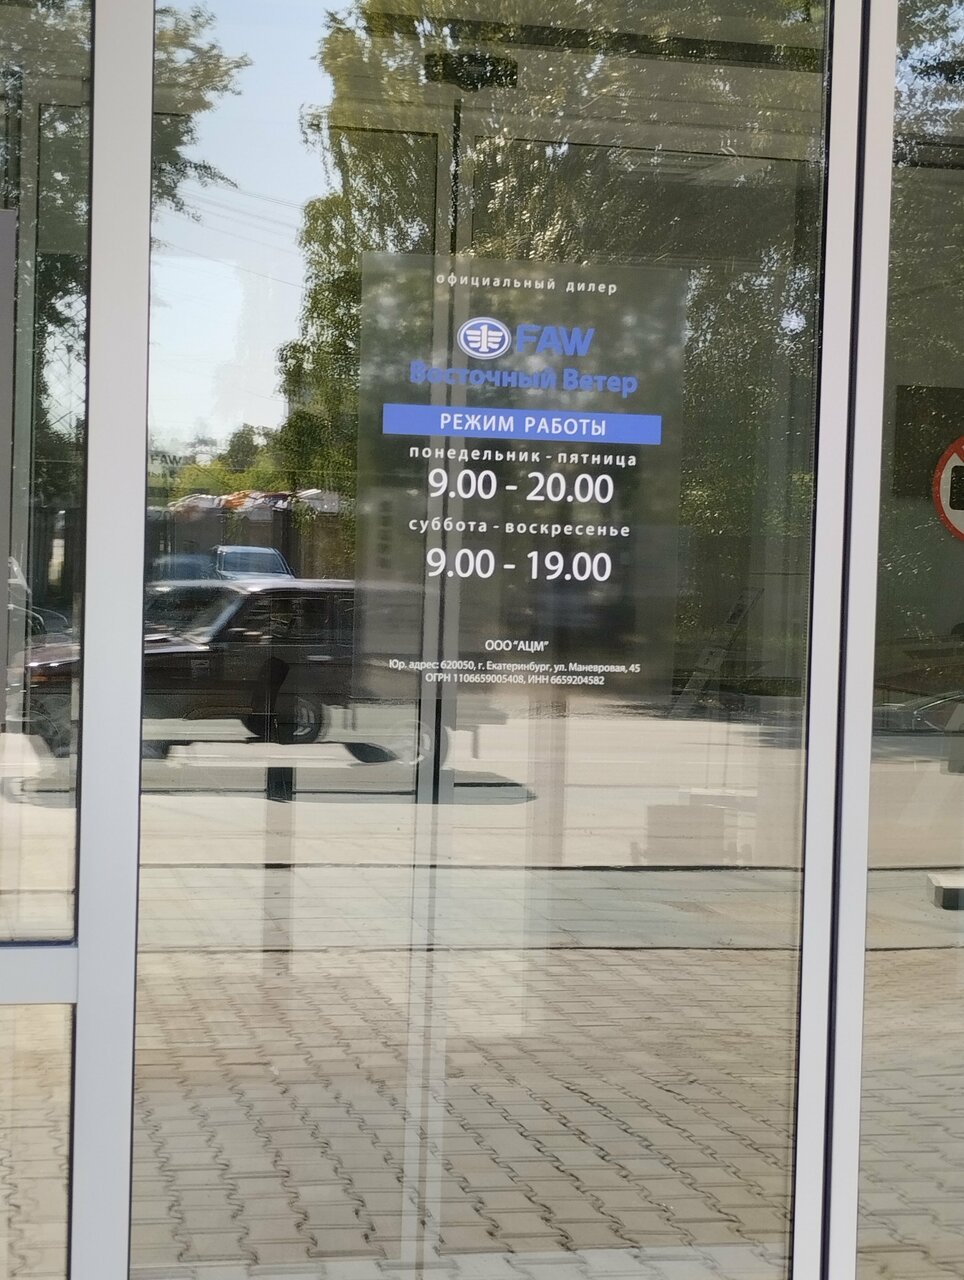 официальный дилер
FAW
Восточный Ветер
РЕЖИМ РАБОТЫ
понедельник - пятница
9.00 - 20.00
суббота - воскресенье
9.00 - 19.00
ООО "АЦМ"
Юр. адрес: 620050, г. Екатеринбург, ул. Маневровая, 45
ОГРН 1106659005408, ИНН 6659204582